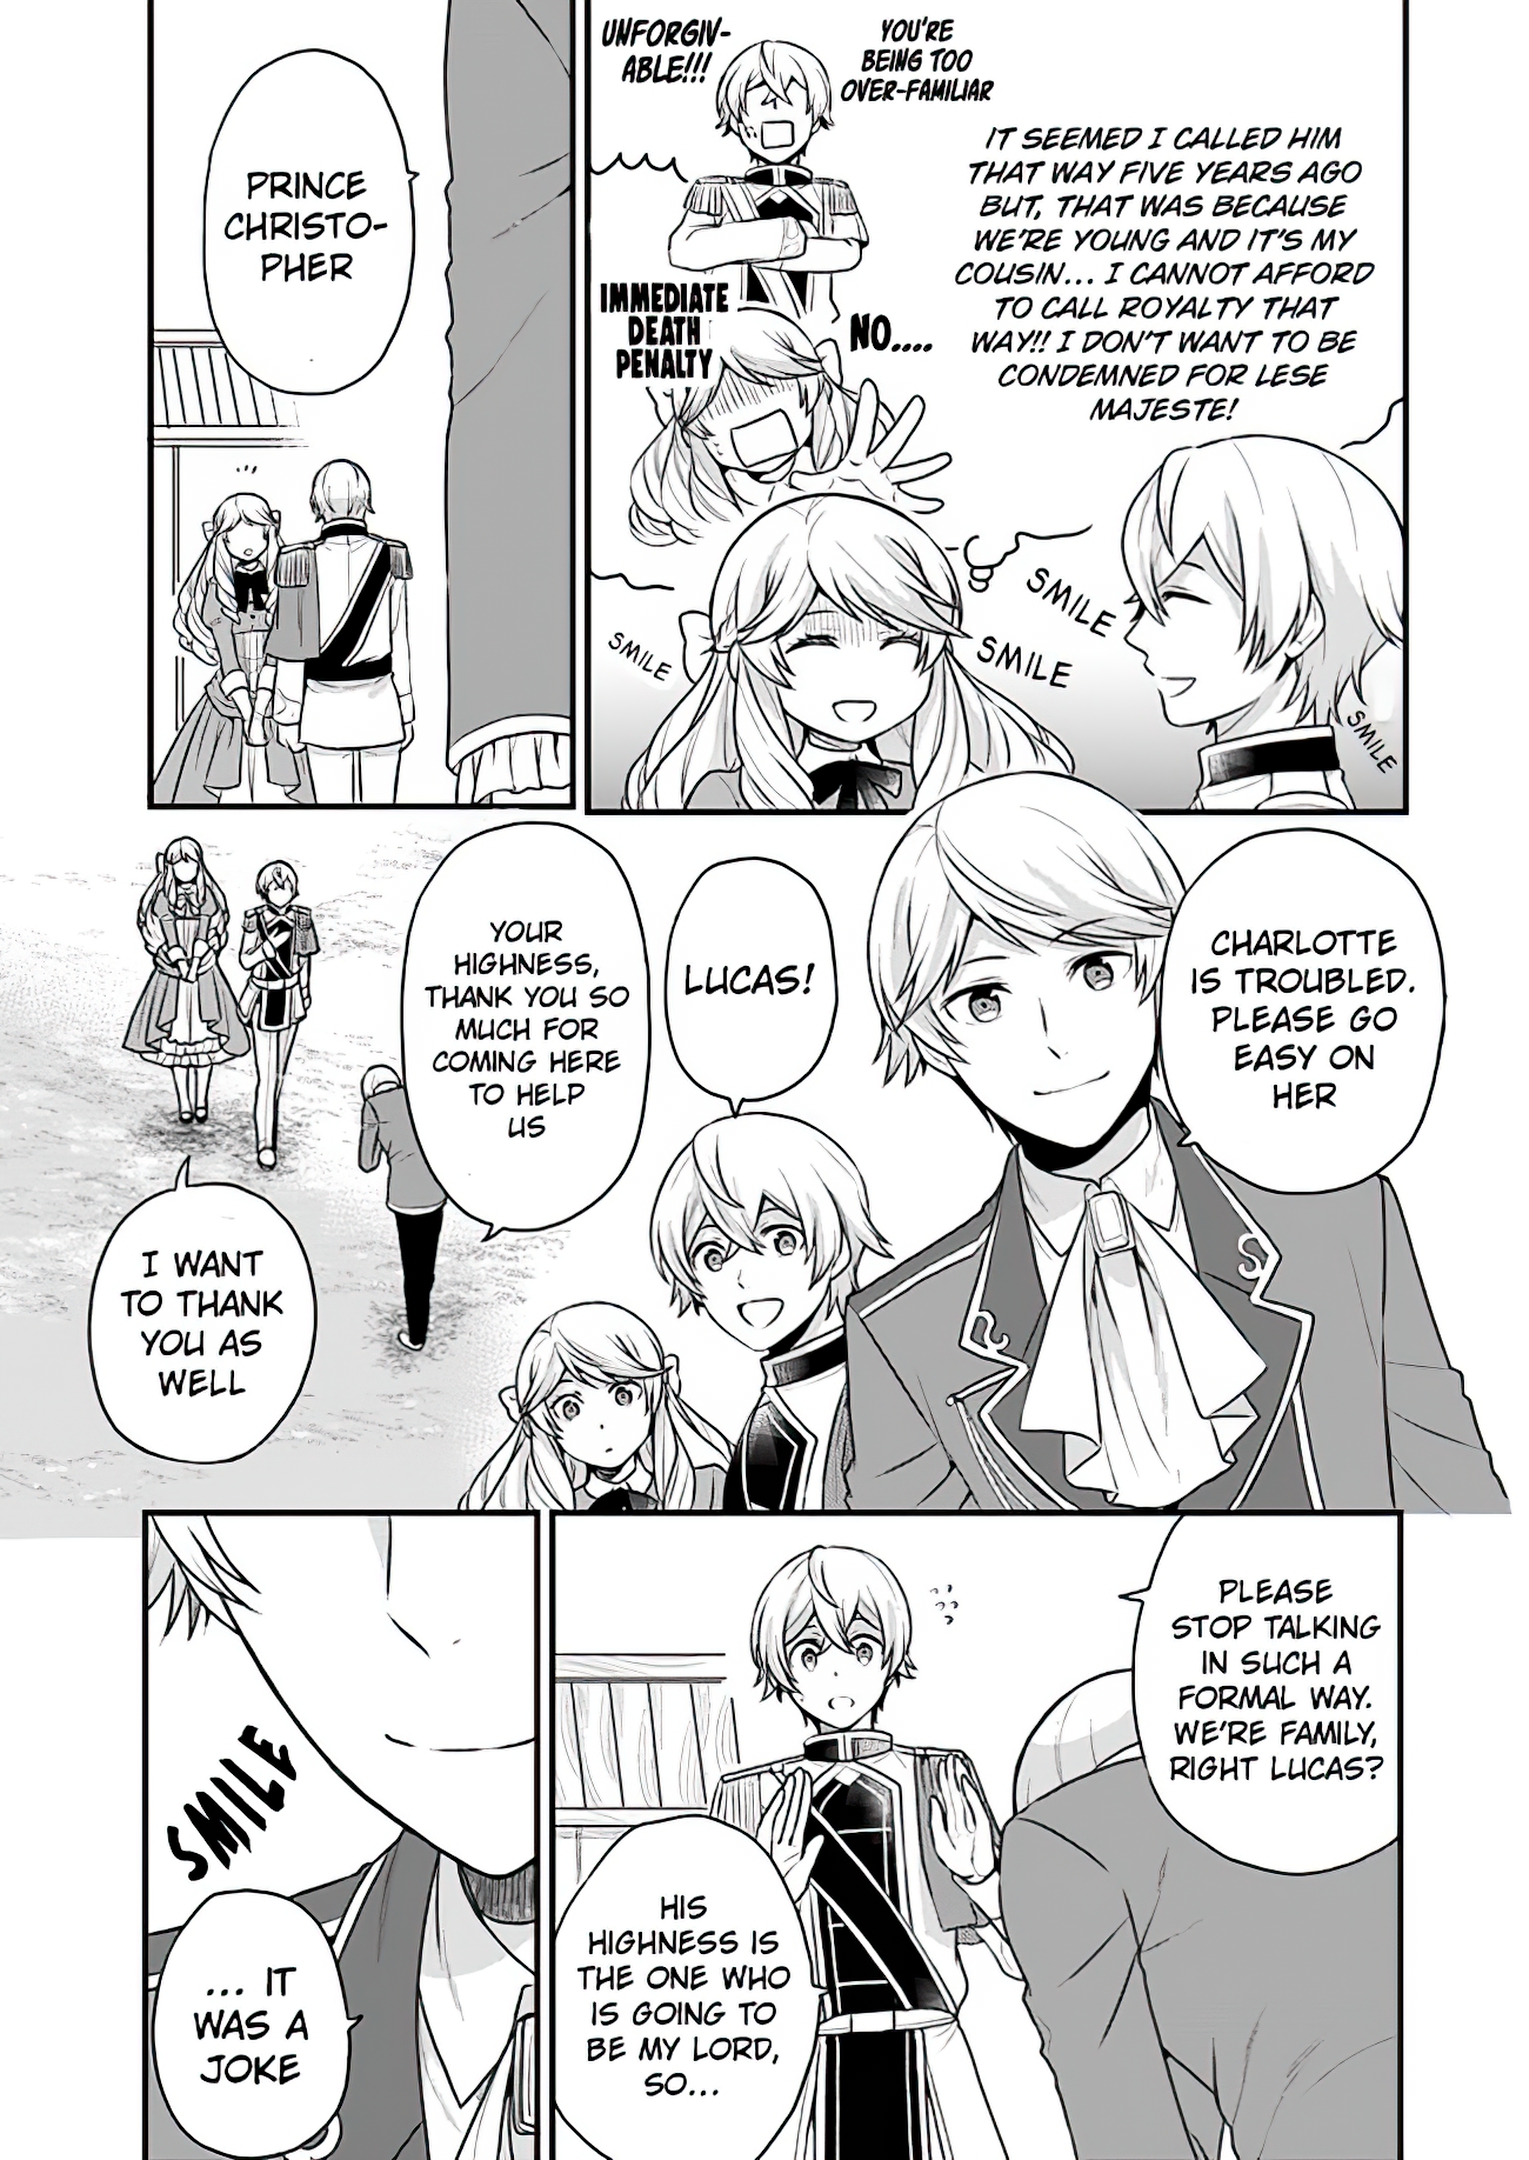 UNFORGIV-
ABLE!!!
YOU'RE
BEING TOO
OVER-FAMILIAR
IT SEEMED I CALLED HIM
THAT WAY FIVE YEARS AGO
BUT, THAT WAS BECAUSE
WE'RE YOUNG AND IT'S MY
COUSIN... I CANNOT AFFORD
TO CALL ROYALTY THAT
WAY!! I DON'T WANT TO BE
CONDEMNED FOR LESE
MAJESTE!
IMMEDIATE
DEATH
PENALTY
NO....
SMILE
SMILE
SMILE
SMILE
PRINCE
CHRISTO-
PHER
CHARLOTTE
IS TROUBLED.
PLEASE GO
EASY ON
HER
LUCAS!
YOUR
HIGHNESS,
THANK YOU SO
MUCH FOR
COMING HERE
TO HELP
US
I WANT
TO THANK
YOU AS
WELL
PLEASE
STOP TALKING
IN SUCH A
FORMAL WAY.
WE'RE FAMILY,
RIGHT LUCAS?
HIS
HIGHNESS IS
THE ONE WHO
IS GOING TO
BE MY LORD,
SO...
SMILE
... IT
WAS A
JOKE